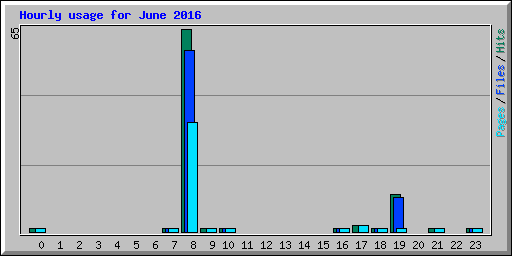 Hourly usage for June 2016
65
Pages/Files/Hits
0 1 2 3 4 5 6 7 8 9 10 11 12 13 14 15 16 17 18 19 20 21 22 23